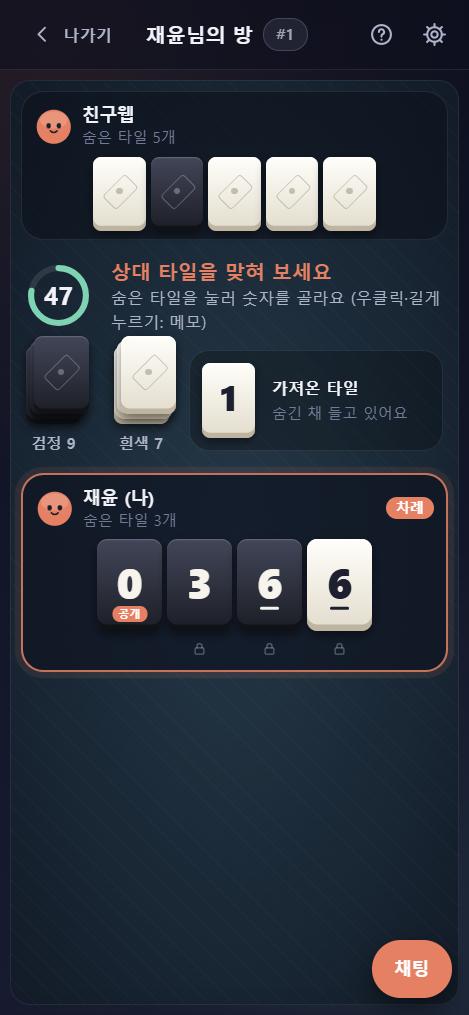 나가기
재윤님의 방
#1
친구웹
숨은 타일 5개
47
상대 타일을 맞혀 보세요
숨은 타일을 눌러 숫자를 골라요 (우클릭·길게
누르기: 메모)
검정 9
흰색 7
1
가져온 타일
숨긴 채 들고 있어요
재윤 (나)
숨은 타일 3개
차례
0
공개
3
6
6
채팅